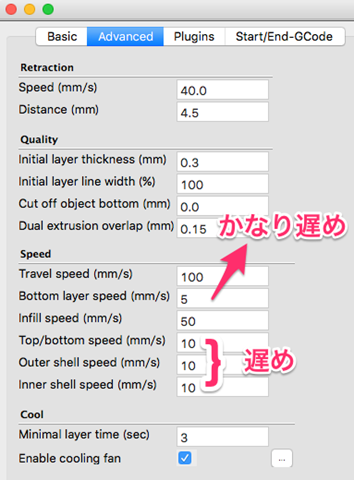 Basic Advanced Plugins Start/End-GCode
Retraction
Speed (mm/s) 40.0
Distance (mm) 4.5
Quality
Initial layer thickness (mm) 0.3
Initial layer line width (%) 100
Cut off object bottom (mm) 0.0
Dual extrusion overlap (mm) 0.15
かなり遅め
Speed
Travel speed (mm/s) 100
Bottom layer speed (mm/s) 5
Infill speed (mm/s) 50
Top/bottom speed (mm/s) 10
Outer shell speed (mm/s) 10
Inner shell speed (mm/s) 10
} 遅め
Cool
Minimal layer time (sec) 3
Enable cooling fan ...